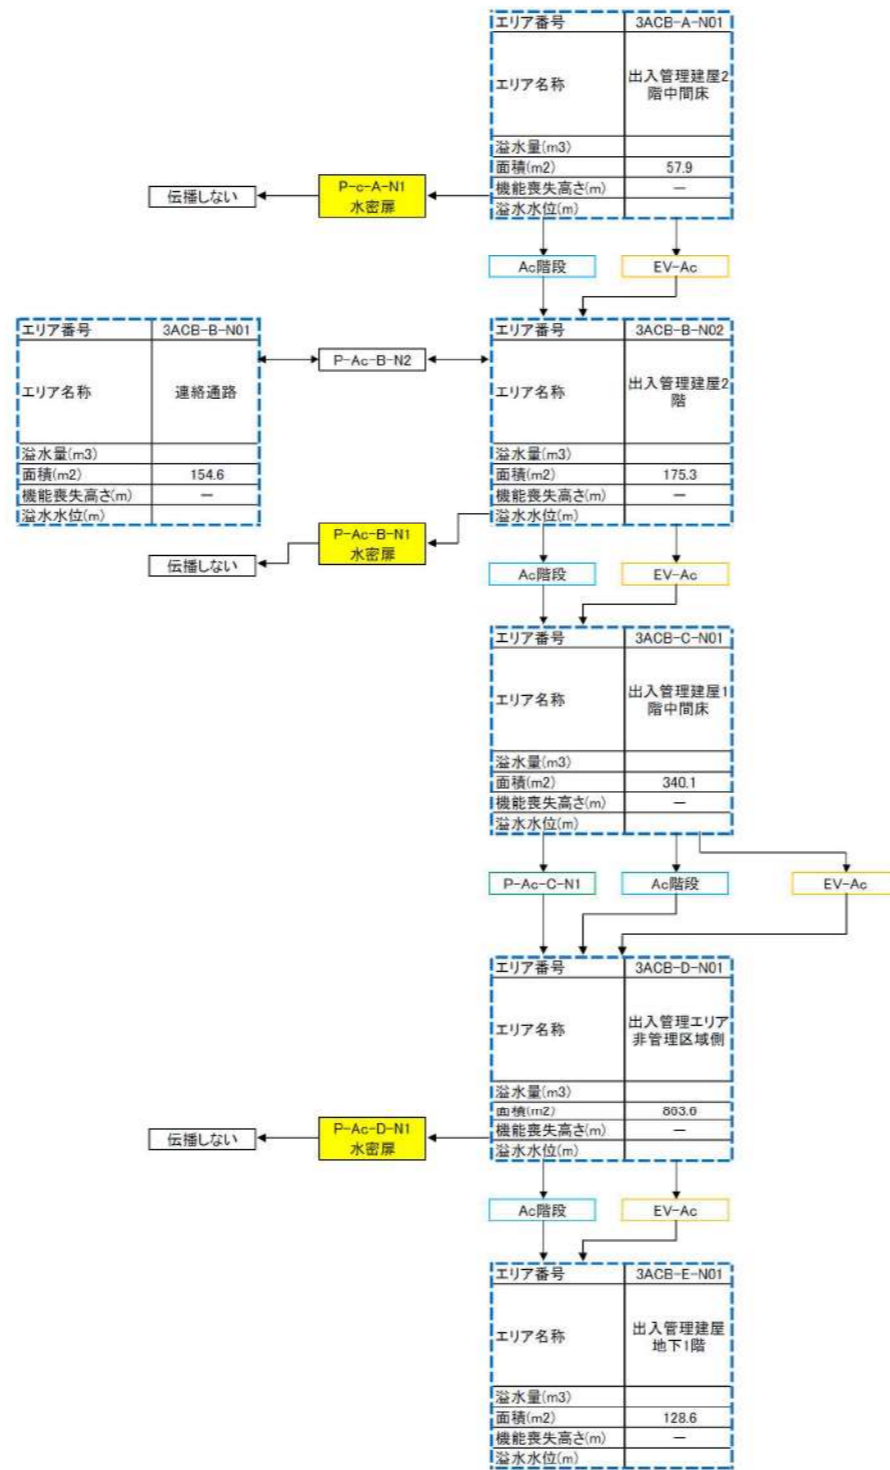 エリア番号 3ACB-A-N01
エリア名称 出入管理建屋2
階中間床
溢水量(m3)
面積(m2) 57.9
機能喪失高さ(m) －
溢水水位(m)
P-c-A-N1
水密扉
伝播しない
Ac階段 EV-Ac
エリア番号 3ACB-B-N01
エリア名称 連絡通路
溢水量(m3)
面積(m2) 154.6
機能喪失高さ(m) －
溢水水位(m)
P-Ac-B-N2
エリア番号 3ACB-B-N02
エリア名称 出入管理建屋2
階
溢水量(m3)
面積(m2) 175.3
機能喪失高さ(m) －
溢水水位(m)
P-Ac-B-N1
水密扉
伝播しない
Ac階段 EV-Ac
エリア番号 3ACB-C-N01
エリア名称 出入管理建屋1
階中間床
溢水量(m3)
面積(m2) 340.1
機能喪失高さ(m) －
溢水水位(m)
P-Ac-C-N1 Ac階段 EV-Ac
エリア番号 3ACB-D-N01
エリア名称 出入管理エリア
非管理区域側
溢水量(m3)
面積(m2) 863.6
機能喪失高さ(m) －
溢水水位(m)
P-Ac-D-N1
水密扉
伝播しない
Ac階段 EV-Ac
エリア番号 3ACB-E-N01
エリア名称 出入管理建屋
地下1階
溢水量(m3)
面積(m2) 128.6
機能喪失高さ(m) －
溢水水位(m)